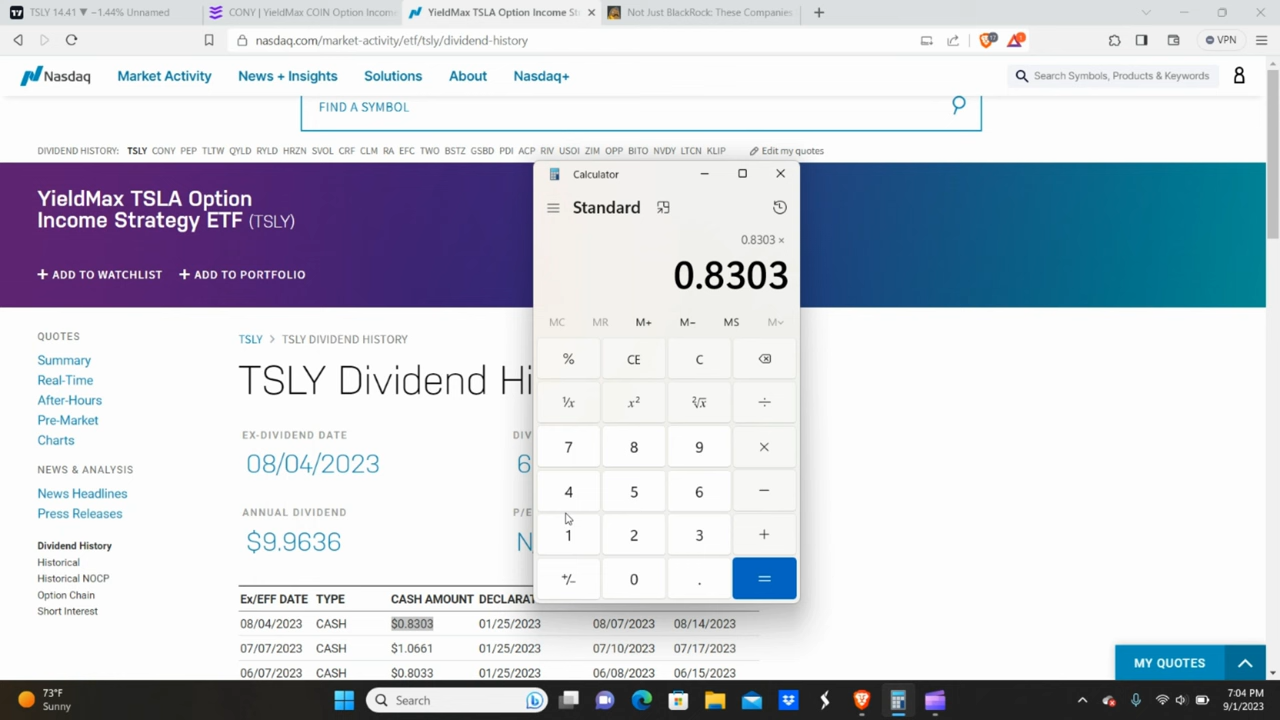 TSLY 14.41 ▼ −1.44% Unnamed
CONY | YieldMax COIN Option Income
YieldMax TSLA Option Income St
Not Just BlackRock: These Companies
nasdaq.com/market-activity/etf/tsly/dividend-history
VPN
Nasdaq
Market Activity
News + Insights
Solutions
About
Nasdaq+
Search Symbols, Products & Keywords
FIND A SYMBOL
DIVIDEND HISTORY: TSLY CONY PEP TLTW QYLD RYLD HRZN SVOL CRF CLM RA EFC TWO BSTZ GSBD PDI ACP RIV USOI ZIM OPP BITO NVDY LTCN KLIP Edit my quotes
YieldMax TSLA Option
Income Strategy ETF (TSLY)
+ ADD TO WATCHLIST + ADD TO PORTFOLIO
Calculator
Standard
0.8303 ×
0.8303
MC MR M+ M− MS M˅
% CE C
¹/x x² ²√x ÷
7 8 9 ×
4 5 6 −
1 2 3 +
+/− 0 . =
QUOTES
Summary
Real-Time
After-Hours
Pre-Market
Charts
NEWS & ANALYSIS
News Headlines
Press Releases
Dividend History
Historical
Historical NOCP
Option Chain
Short Interest
TSLY > TSLY DIVIDEND HISTORY
TSLY Dividend Hi
EX-DIVIDEND DATE
DIV
08/04/2023
6
ANNUAL DIVIDEND
P/E
$9.9636
N
Ex/EFF DATE TYPE CASH AMOUNT DECLARAT
08/04/2023 CASH $0.8303 01/25/2023 08/07/2023 08/14/2023
07/07/2023 CASH $1.0661 01/25/2023 07/10/2023 07/17/2023
06/07/2023 CASH $0.8033 01/25/2023 06/08/2023 06/15/2023
MY QUOTES
73°F
Sunny
Search
7:04 PM
9/1/2023